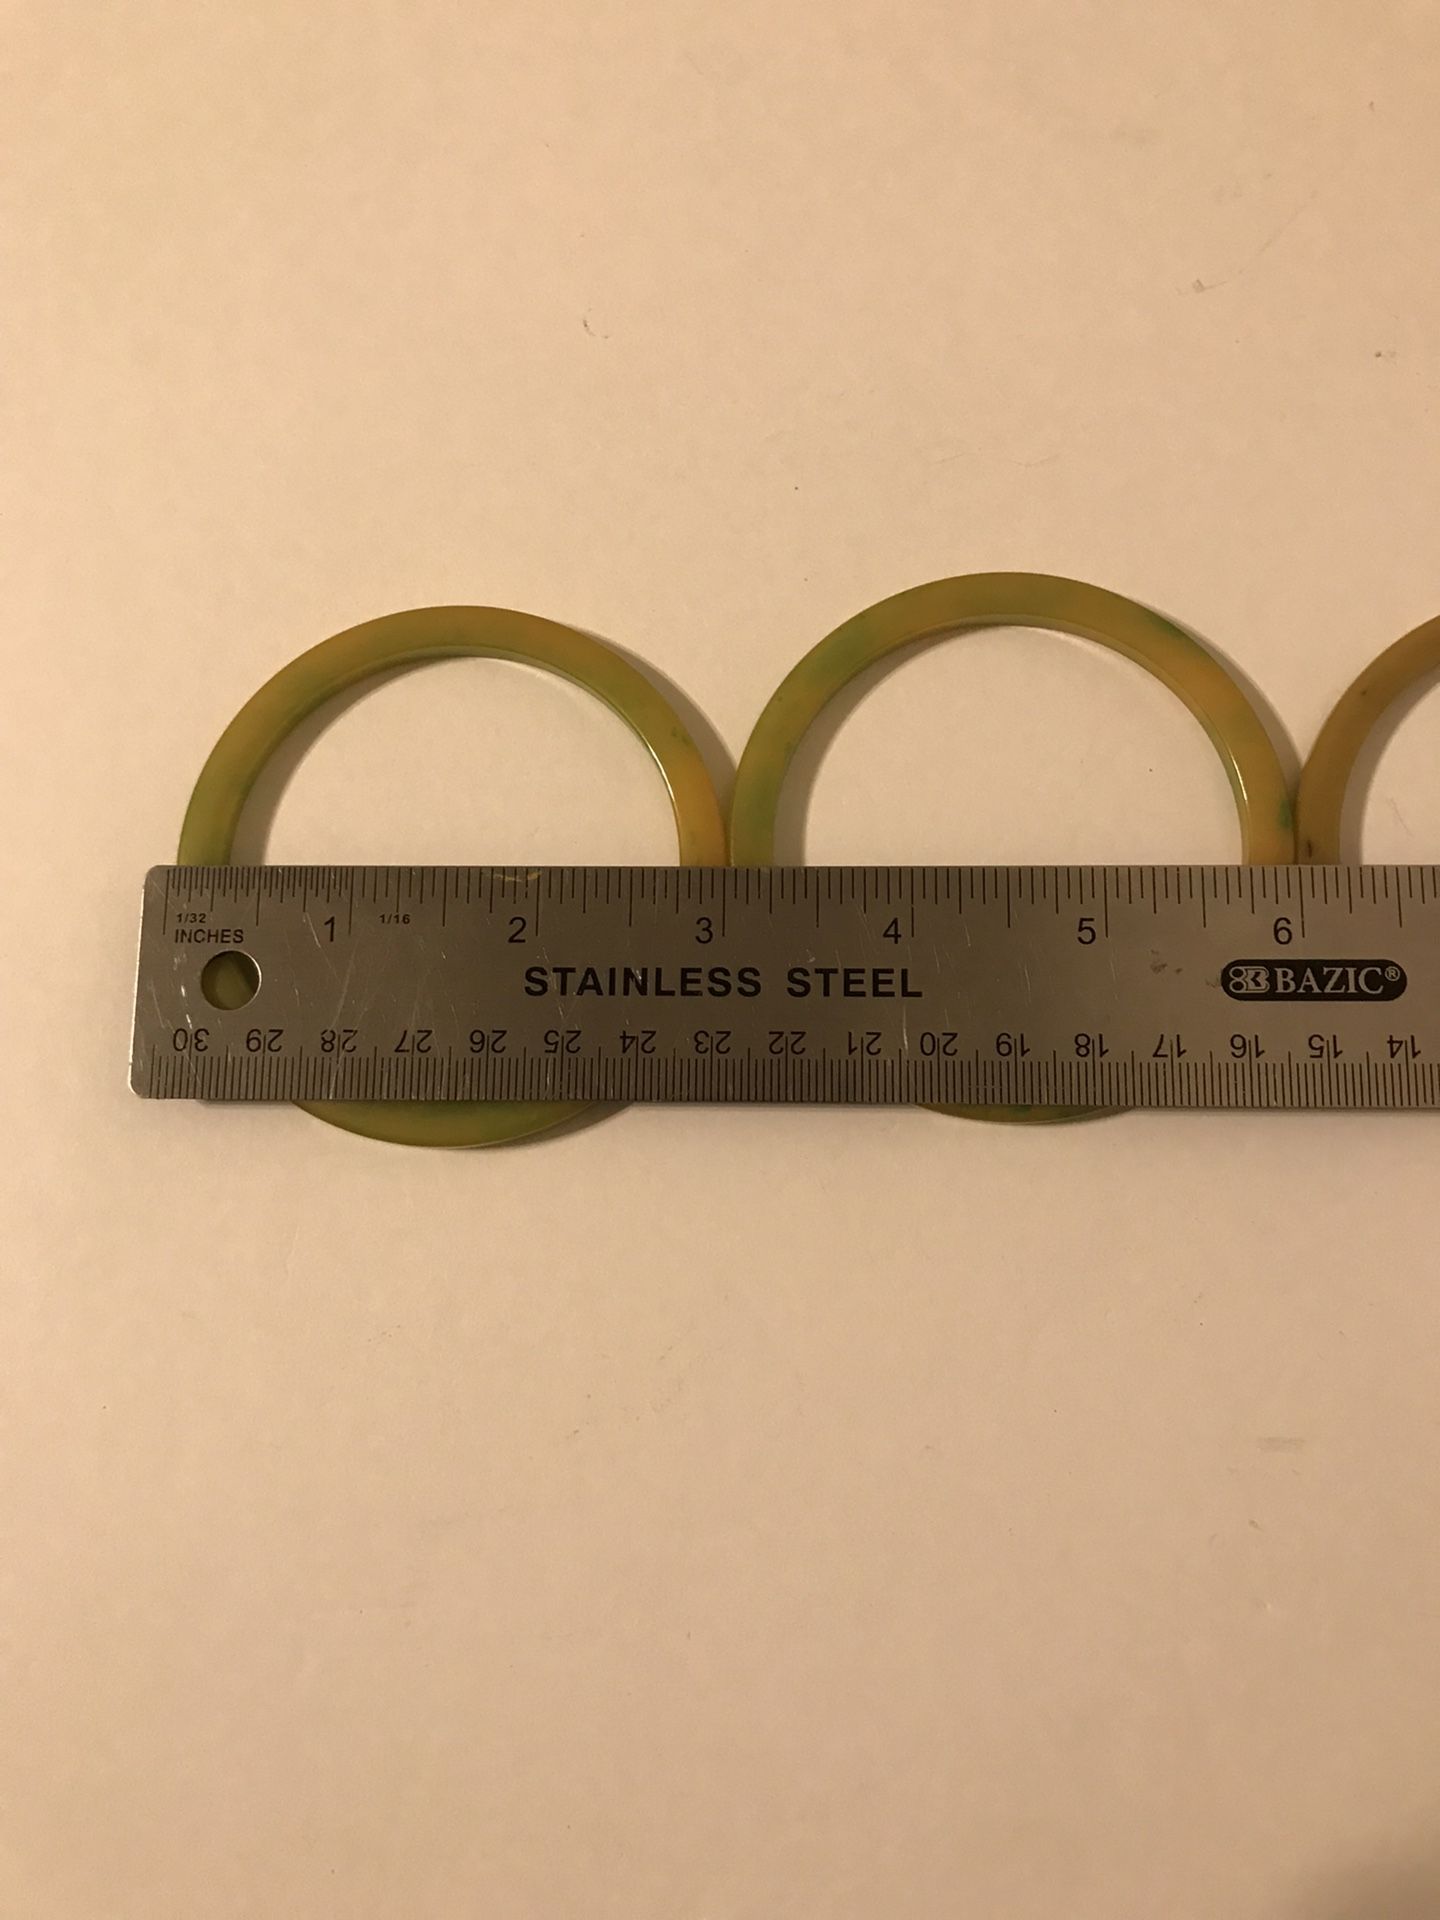 1/32 1/16
INCHES 1 2 3 4 5 6
STAINLESS STEEL BAZIC®
30 29 28 27 26 25 24 23 22 21 20 19 18 17 16 15 14